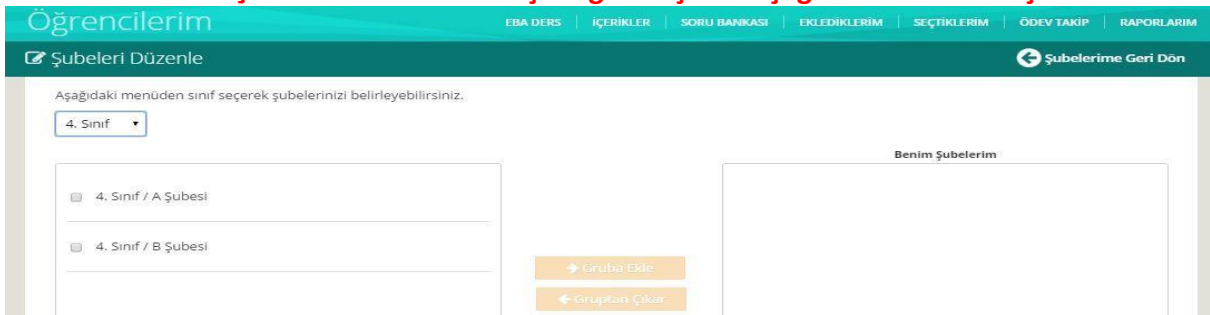 Öğrencilerim
EBA DERS
İÇERİKLER
SORU BANKASI
EKLEDİKLERİM
SEÇTİKLERİM
ÖDEV TAKİP
RAPORLARIM
Şubeleri Düzenle
Şubelerime Geri Dön
Aşağıdaki menüden sınıf seçerek şubelerinizi belirleyebilirsiniz.
4. Sınıf
Benim Şubelerim
4. Sınıf / A Şubesi
4. Sınıf / B Şubesi
Gruba Ekle
Gruptan Çıkar